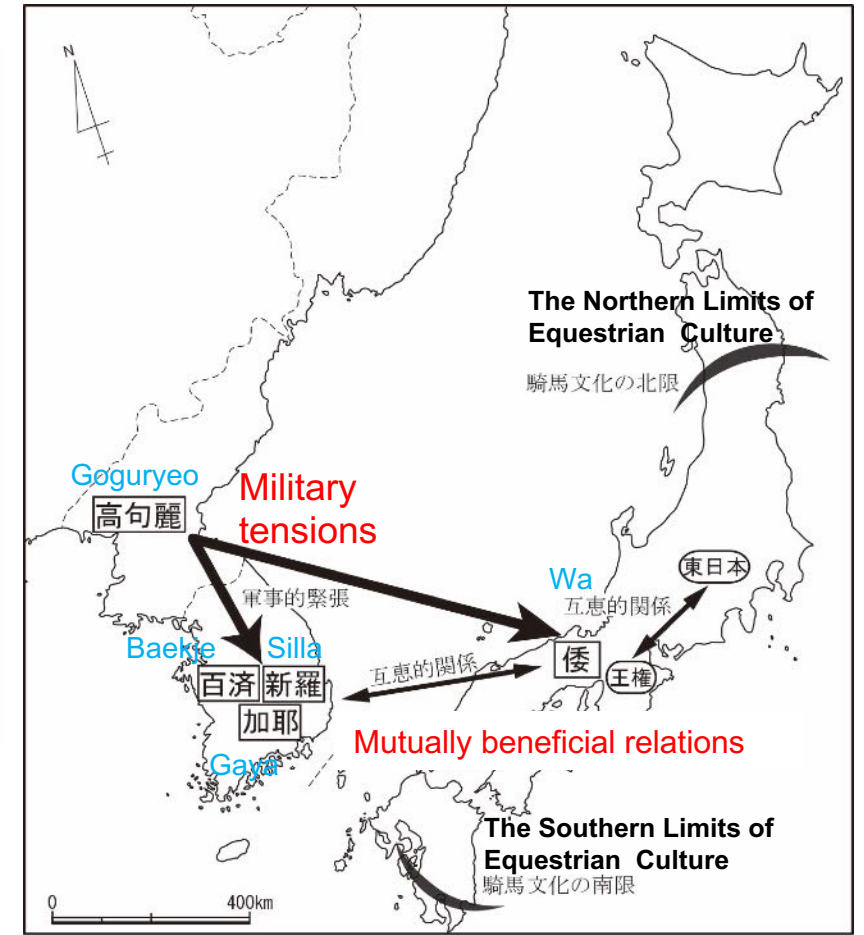 N
The Northern Limits of
Equestrian Culture
騎馬文化の北限
Goguryeo
高句麗
Military
tensions
軍事的緊張
Wa
互恵的関係
東日本
倭
王権
Baekje
Silla
百済
新羅
加耶
Gaya
互恵的関係
Mutually beneficial relations
The Southern Limits of
Equestrian Culture
騎馬文化の南限
0
400km